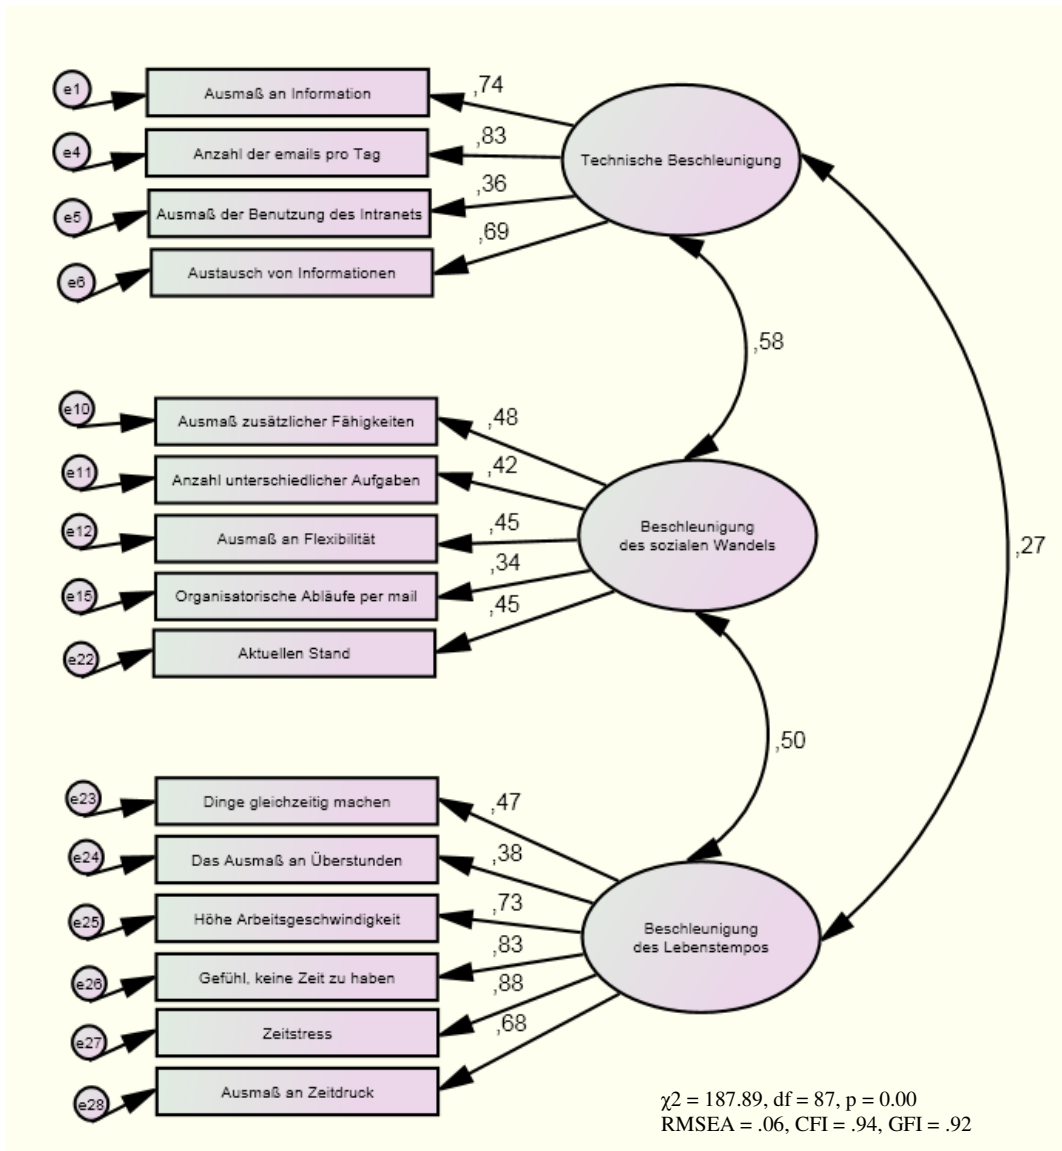 e1
Ausmaß an Information
,74
e4
Anzahl der emails pro Tag
,83
Technische Beschleunigung
e5
Ausmaß der Benutzung des Intranets
,36
e6
Austausch von Informationen
,69
,58
e10
Ausmaß zusätzlicher Fähigkeiten
,48
e11
Anzahl unterschiedlicher Aufgaben
,42
e12
Ausmaß an Flexibilität
,45
Beschleunigung
des sozialen Wandels
,27
e15
Organisatorische Abläufe per mail
,34
e22
Aktuellen Stand
,45
,50
e23
Dinge gleichzeitig machen
,47
e24
Das Ausmaß an Überstunden
,38
e25
Höhe Arbeitsgeschwindigkeit
,73
Beschleunigung
des Lebenstempos
e26
Gefühl, keine Zeit zu haben
,83
e27
Zeitstress
,88
e28
Ausmaß an Zeitdruck
,68
χ2 = 187.89, df = 87, p = 0.00
RMSEA = .06, CFI = .94, GFI = .92